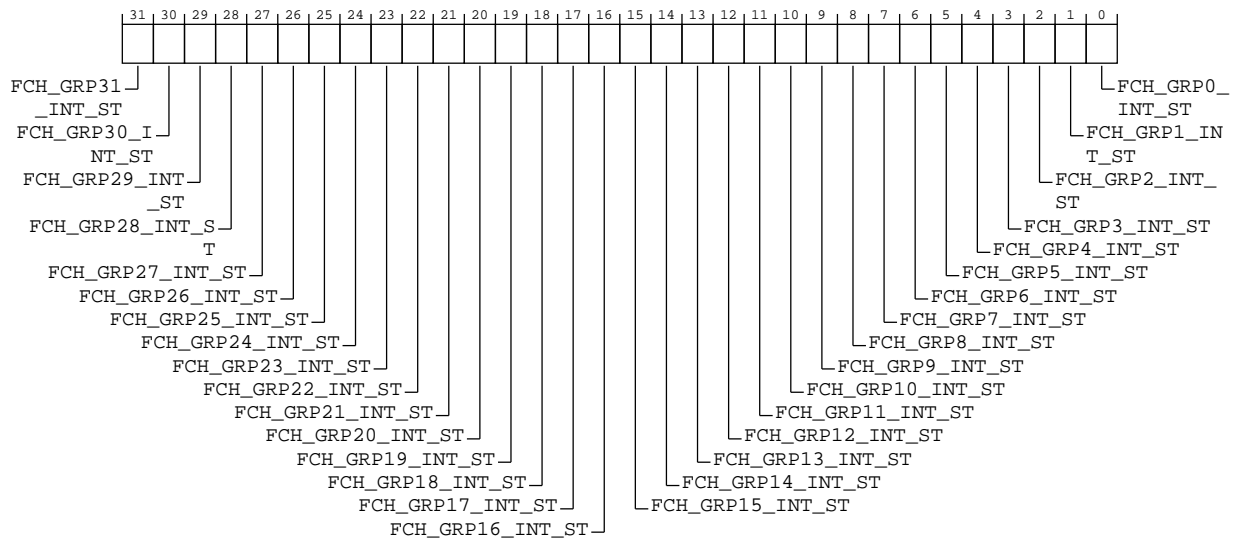 31 30 29 28 27 26 25 24 23 22 21 20 19 18 17 16 15 14 13 12 11 10 9 8 7 6 5 4 3 2 1 0
FCH_GRP31
_INT_ST
FCH_GRP30_I
NT_ST
FCH_GRP29_INT
_ST
FCH_GRP28_INT_S
T
FCH_GRP27_INT_ST
FCH_GRP26_INT_ST
FCH_GRP25_INT_ST
FCH_GRP24_INT_ST
FCH_GRP23_INT_ST
FCH_GRP22_INT_ST
FCH_GRP21_INT_ST
FCH_GRP20_INT_ST
FCH_GRP19_INT_ST
FCH_GRP18_INT_ST
FCH_GRP17_INT_ST
FCH_GRP16_INT_ST
FCH_GRP0_
INT_ST
FCH_GRP1_IN
T_ST
FCH_GRP2_INT_
ST
FCH_GRP3_INT_ST
FCH_GRP4_INT_ST
FCH_GRP5_INT_ST
FCH_GRP6_INT_ST
FCH_GRP7_INT_ST
FCH_GRP8_INT_ST
FCH_GRP9_INT_ST
FCH_GRP10_INT_ST
FCH_GRP11_INT_ST
FCH_GRP12_INT_ST
FCH_GRP13_INT_ST
FCH_GRP14_INT_ST
FCH_GRP15_INT_ST